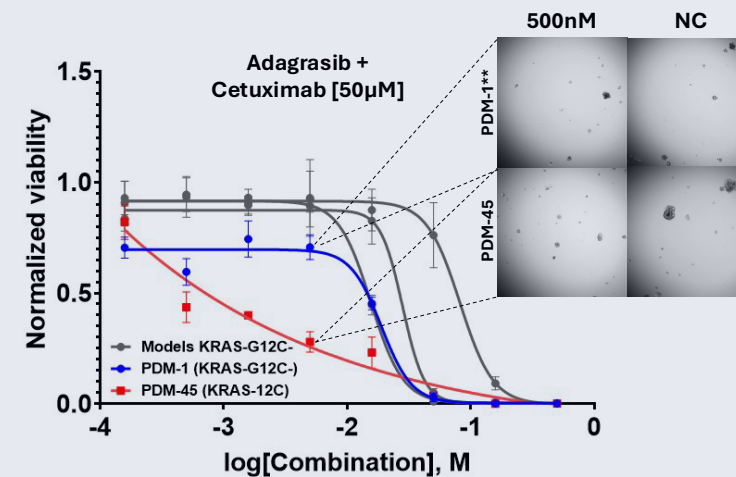 500nM NC
Adagrasib +
Cetuximab [50µM]
PDM-1**
PDM-45
Normalized viability
1.5
1.0
0.5
0.0
Models KRAS-G12C-
PDM-1 (KRAS-G12C-)
PDM-45 (KRAS-12C)
-4 -3 -2 -1 0
log[Combination], M